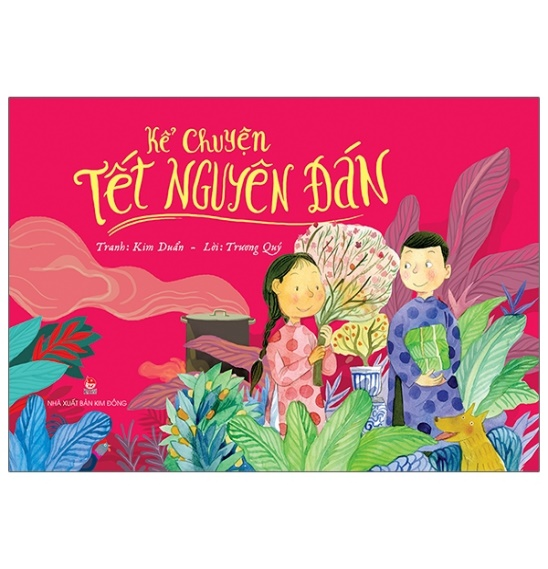 Kể Chuyện
TẾT NGUYÊN ĐÁN
Tranh: Kim Duẩn - Lời: Trương Quý
NHÀ XUẤT BẢN KIM ĐỒNG